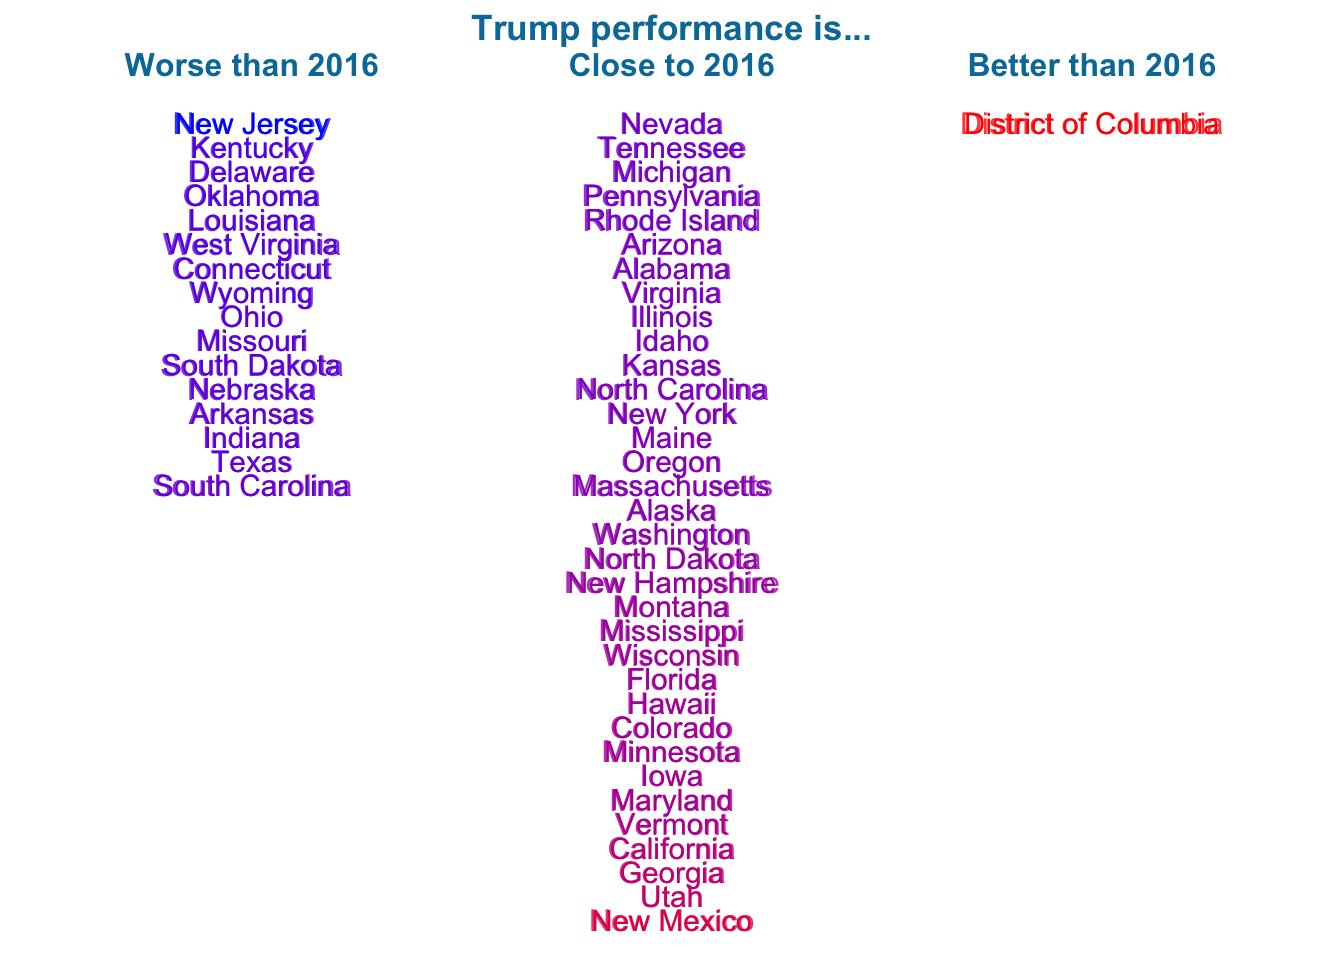 Trump performance is...
Worse than 2016
New Jersey
Kentucky
Delaware
Oklahoma
Louisiana
West Virginia
Connecticut
Wyoming
Ohio
Missouri
South Dakota
Nebraska
Arkansas
Indiana
Texas
South Carolina
Close to 2016
Nevada
Tennessee
Michigan
Pennsylvania
Rhode Island
Arizona
Alabama
Virginia
Illinois
Idaho
Kansas
North Carolina
New York
Maine
Oregon
Massachusetts
Alaska
Washington
North Dakota
New Hampshire
Montana
Mississippi
Wisconsin
Florida
Hawaii
Colorado
Minnesota
Iowa
Maryland
Vermont
California
Georgia
Utah
New Mexico
Better than 2016
District of Columbia